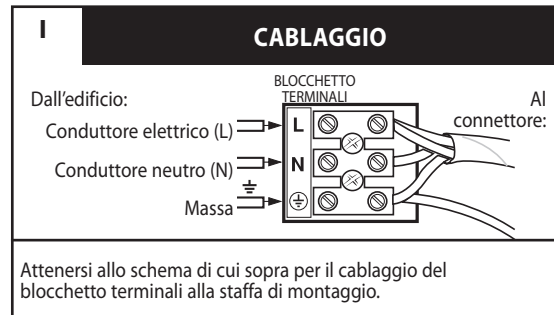 I
CABLAGGIO
BLOCCHETTO
TERMINALI
Dall'edificio:
Al
connettore:
Conduttore elettrico (L)
L
Conduttore neutro (N)
N
Massa
Attenersi allo schema di cui sopra per il cablaggio del
blocchetto terminali alla staffa di montaggio.